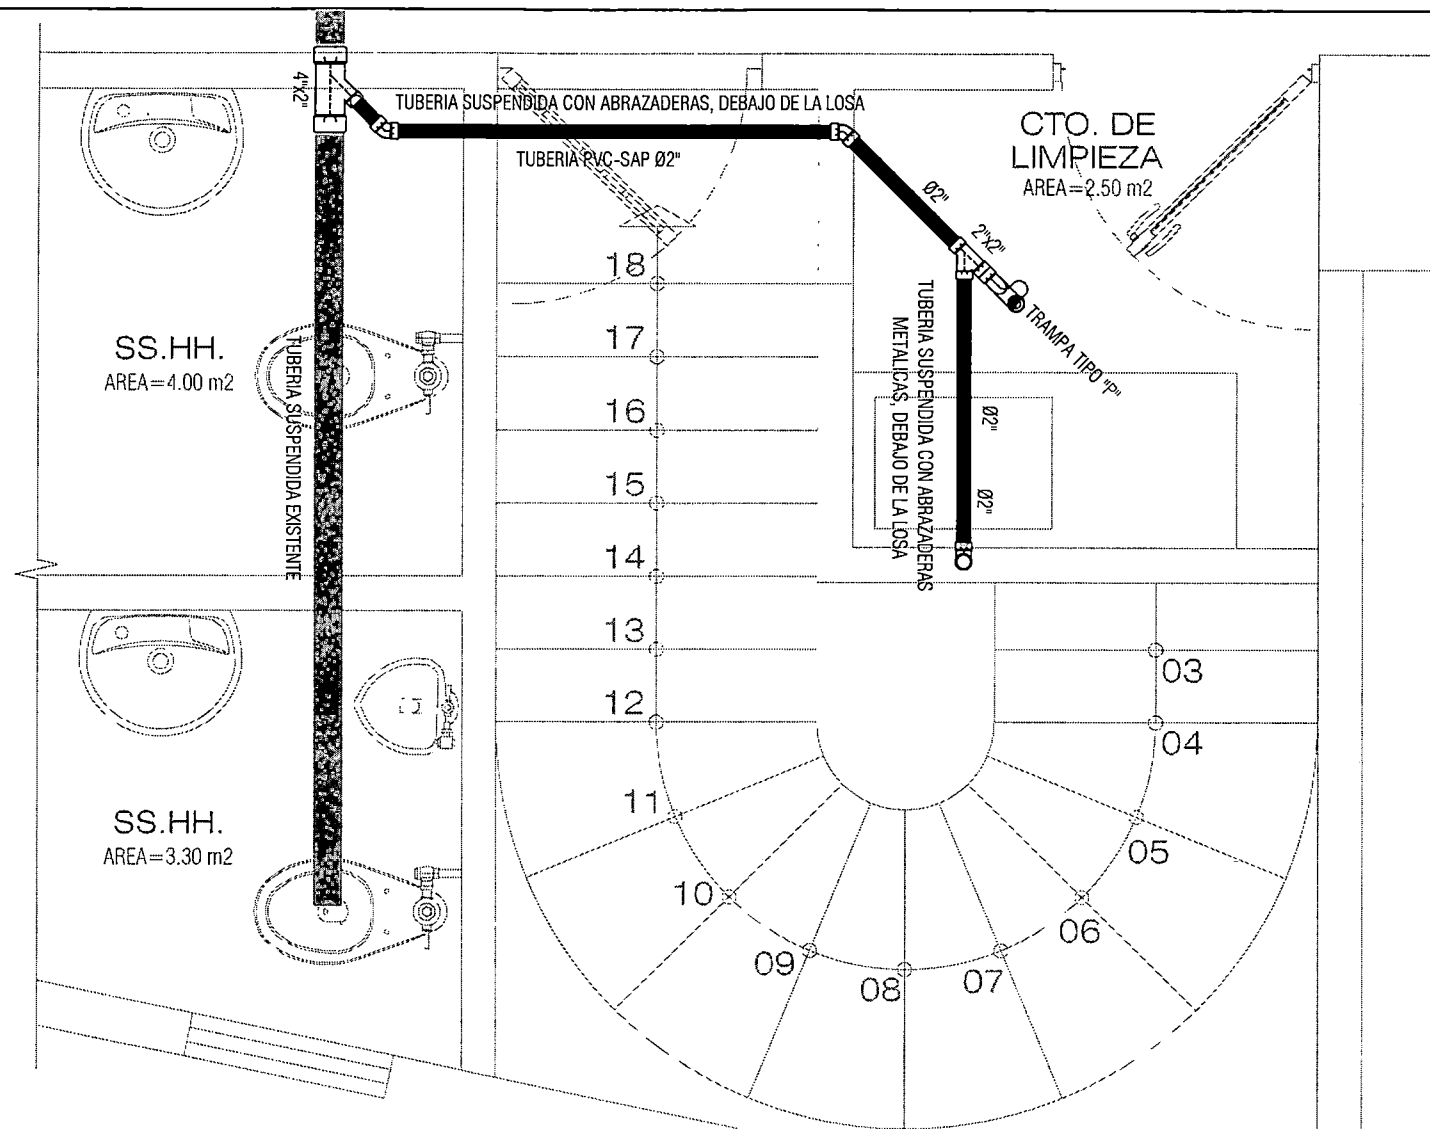 4"x2"
TUBERIA SUSPENDIDA CON ABRAZADERAS, DEBAJO DE LA LOSA
TUBERIA PVC-SAP Ø2"
CTO. DE
LIMPIEZA
AREA=2.50 m2
Ø2"
2"x2"
TRAMPA TIPO "P"
TUBERIA SUSPENDIDA CON ABRAZADERAS
METALICAS, DEBAJO DE LA LOSA
Ø2"
Ø2"
SS.HH.
AREA=4.00 m2
TUBERIA SUSPENDIDA EXISTENTE
18
17
16
15
14
13
12
11
10
09
08
07
06
05
04
03
SS.HH.
AREA=3.30 m2